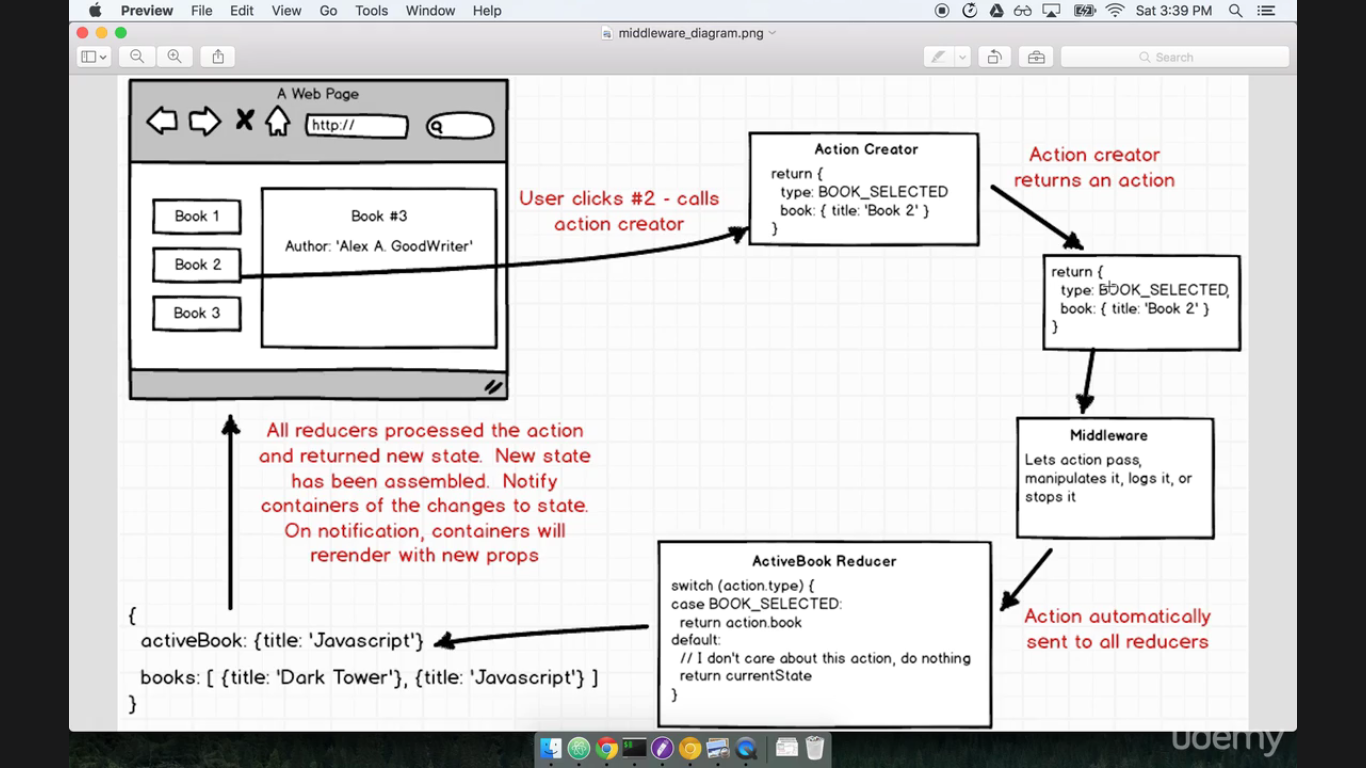 Preview File Edit View Go Tools Window Help Sat 3:39 PM
middleware_diagram.png
Search
A Web Page
http://
Book 1
Book 2
Book 3
Book #3
Author: 'Alex A. GoodWriter'
User clicks #2 - calls
action creator
Action Creator
return {
type: BOOK_SELECTED
book: { title: 'Book 2' }
}
Action creator
returns an action
return {
type: BOOK_SELECTED,
book: { title: 'Book 2' }
}
Middleware
Lets action pass,
manipulates it, logs it, or
stops it
Action automatically
sent to all reducers
ActiveBook Reducer
switch (action.type) {
case BOOK_SELECTED:
return action.book
default:
// I don't care about this action, do nothing
return currentState
}
{
activeBook: {title: 'Javascript'}
books: [ {title: 'Dark Tower'}, {title: 'Javascript'} ]
}
All reducers processed the action
and returned new state. New state
has been assembled. Notify
containers of the changes to state.
On notification, containers will
rerender with new props
udemy